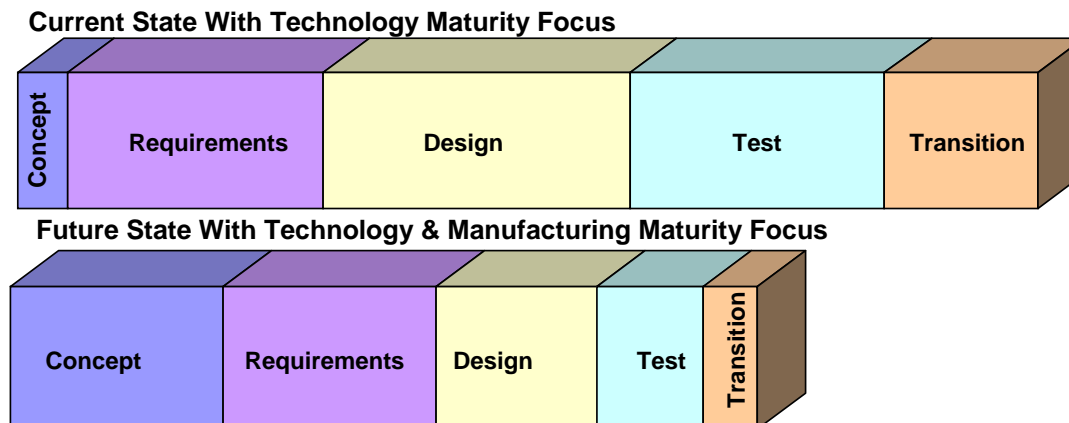 Current State With Technology Maturity Focus
Concept
Requirements
Design
Test
Transition
Future State With Technology & Manufacturing Maturity Focus
Concept
Requirements
Design
Test
Transition